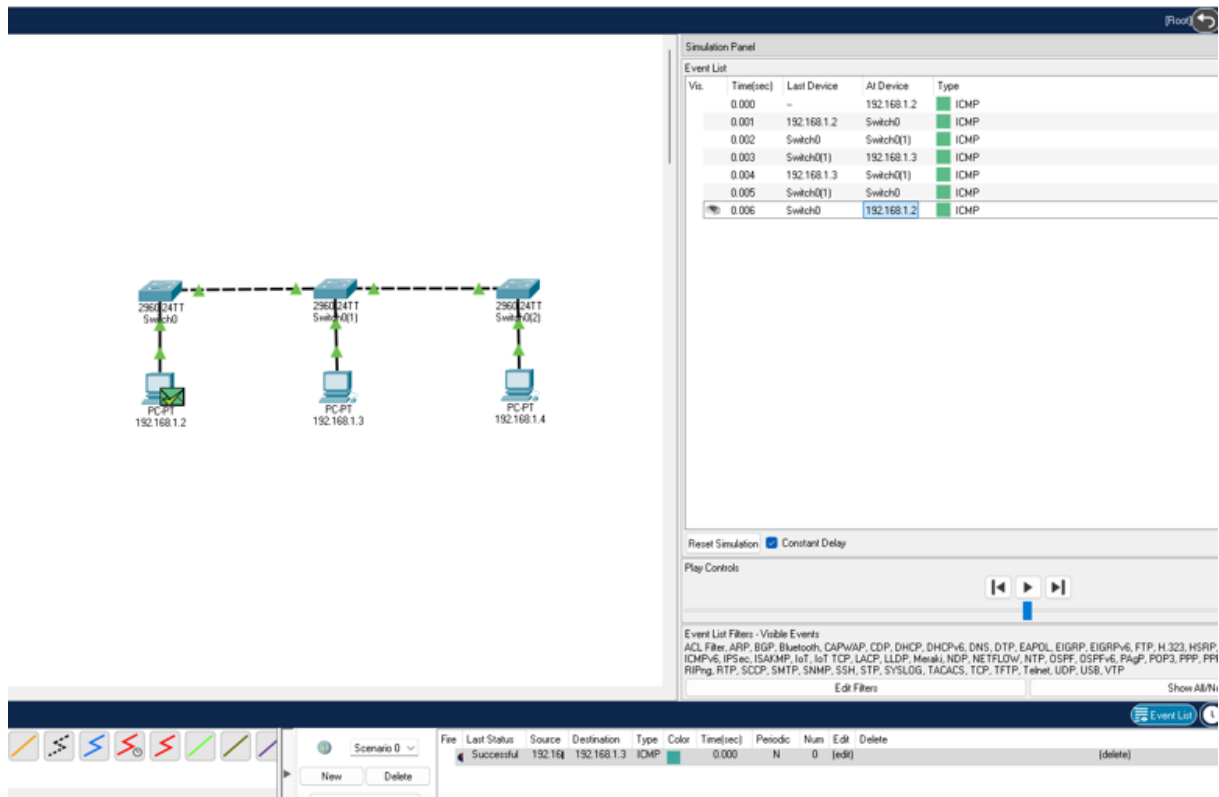 [Root]
Simulation Panel
Event List
Vis. Time(sec) Last Device At Device Type
0.000 -- 192.168.1.2 ICMP
0.001 192.168.1.2 Switch0 ICMP
0.002 Switch0 Switch0(1) ICMP
0.003 Switch0(1) 192.168.1.3 ICMP
0.004 192.168.1.3 Switch0(1) ICMP
0.005 Switch0(1) Switch0 ICMP
0.006 Switch0 192.168.1.2 ICMP
2960-24TT
Switch0
2960-24TT
Switch0(1)
2960-24TT
Switch0(2)
PC-PT
192.168.1.2
PC-PT
192.168.1.3
PC-PT
192.168.1.4
Reset Simulation Constant Delay
Play Controls
Event List Filters - Visible Events
ACL Filter, ARP, BGP, Bluetooth, CAPWAP, CDP, DHCP, DHCPv6, DNS, DTP, EAPOL, EIGRP, EIGRPv6, FTP, H.323, HSRP,
ICMPv6, IPSec, ISAKMP, IoT, IoT TCP, LACP, LLDP, Meraki, NDP, NETFLOW, NTP, OSPF, OSPFv6, PAgP, POP3, PPP,
RIPng, RTP, SCCP, SMTP, SNMP, SSH, STP, SYSLOG, TACACS, TCP, TFTP, Telnet, UDP, USB, VTP
Edit Filters Show All/N
Event List
Scenario 0
New Delete
Fire Last Status Source Destination Type Color Time(sec) Periodic Num Edit Delete
Successful 192.16 192.168.1.3 ICMP 0.000 N 0 (edit) (delete)